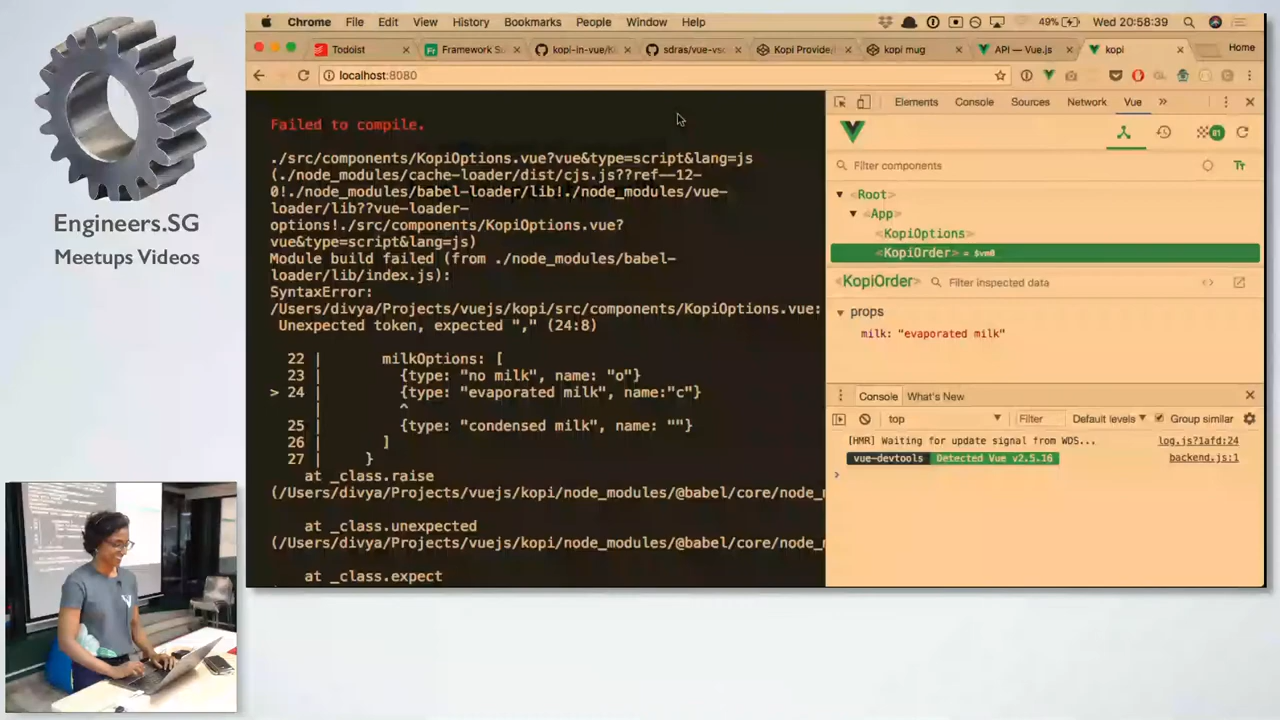 Engineers.SG
Meetups Videos
Chrome File Edit View History Bookmarks People Window Help
49% Wed 20:58:39
Todoist
Framework Su
kopi-in-vue/K
sdras/vue-vsc
Kopi Provide/
kopi mug
API — Vue.js
kopi
Home
localhost:8080
Failed to compile.
./src/components/KopiOptions.vue?vue&type=script&lang=js
(./node_modules/cache-loader/dist/cjs.js??ref--12-
0!./node_modules/babel-loader/lib!./node_modules/vue-
loader/lib??vue-loader-
options!./src/components/KopiOptions.vue?
vue&type=script&lang=js)
Module build failed (from ./node_modules/babel-
loader/lib/index.js):
SyntaxError:
/Users/divya/Projects/vuejs/kopi/src/components/KopiOptions.vue:
Unexpected token, expected "," (24:8)
22 | milkOptions: [
23 | {type: "no milk", name: "o"}
> 24 | {type: "evaporated milk", name:"c"}
| ^
25 | {type: "condensed milk", name: ""}
26 | ]
27 | }
at _class.raise
(/Users/divya/Projects/vuejs/kopi/node_modules/@babel/core/node_m
at _class.unexpected
(/Users/divya/Projects/vuejs/kopi/node_modules/@babel/core/node_m
at _class.expect
Elements Console Sources Network Vue »
81
Filter components
Tr
<Root>
<App>
<KopiOptions>
<KopiOrder> = $vm0
<KopiOrder> Filter inspected data
props
milk: "evaporated milk"
Console What's New
top Filter Default levels Group similar
[HMR] Waiting for update signal from WDS... log.js?1afd:24
vue-devtools Detected Vue v2.5.16 backend.js:1